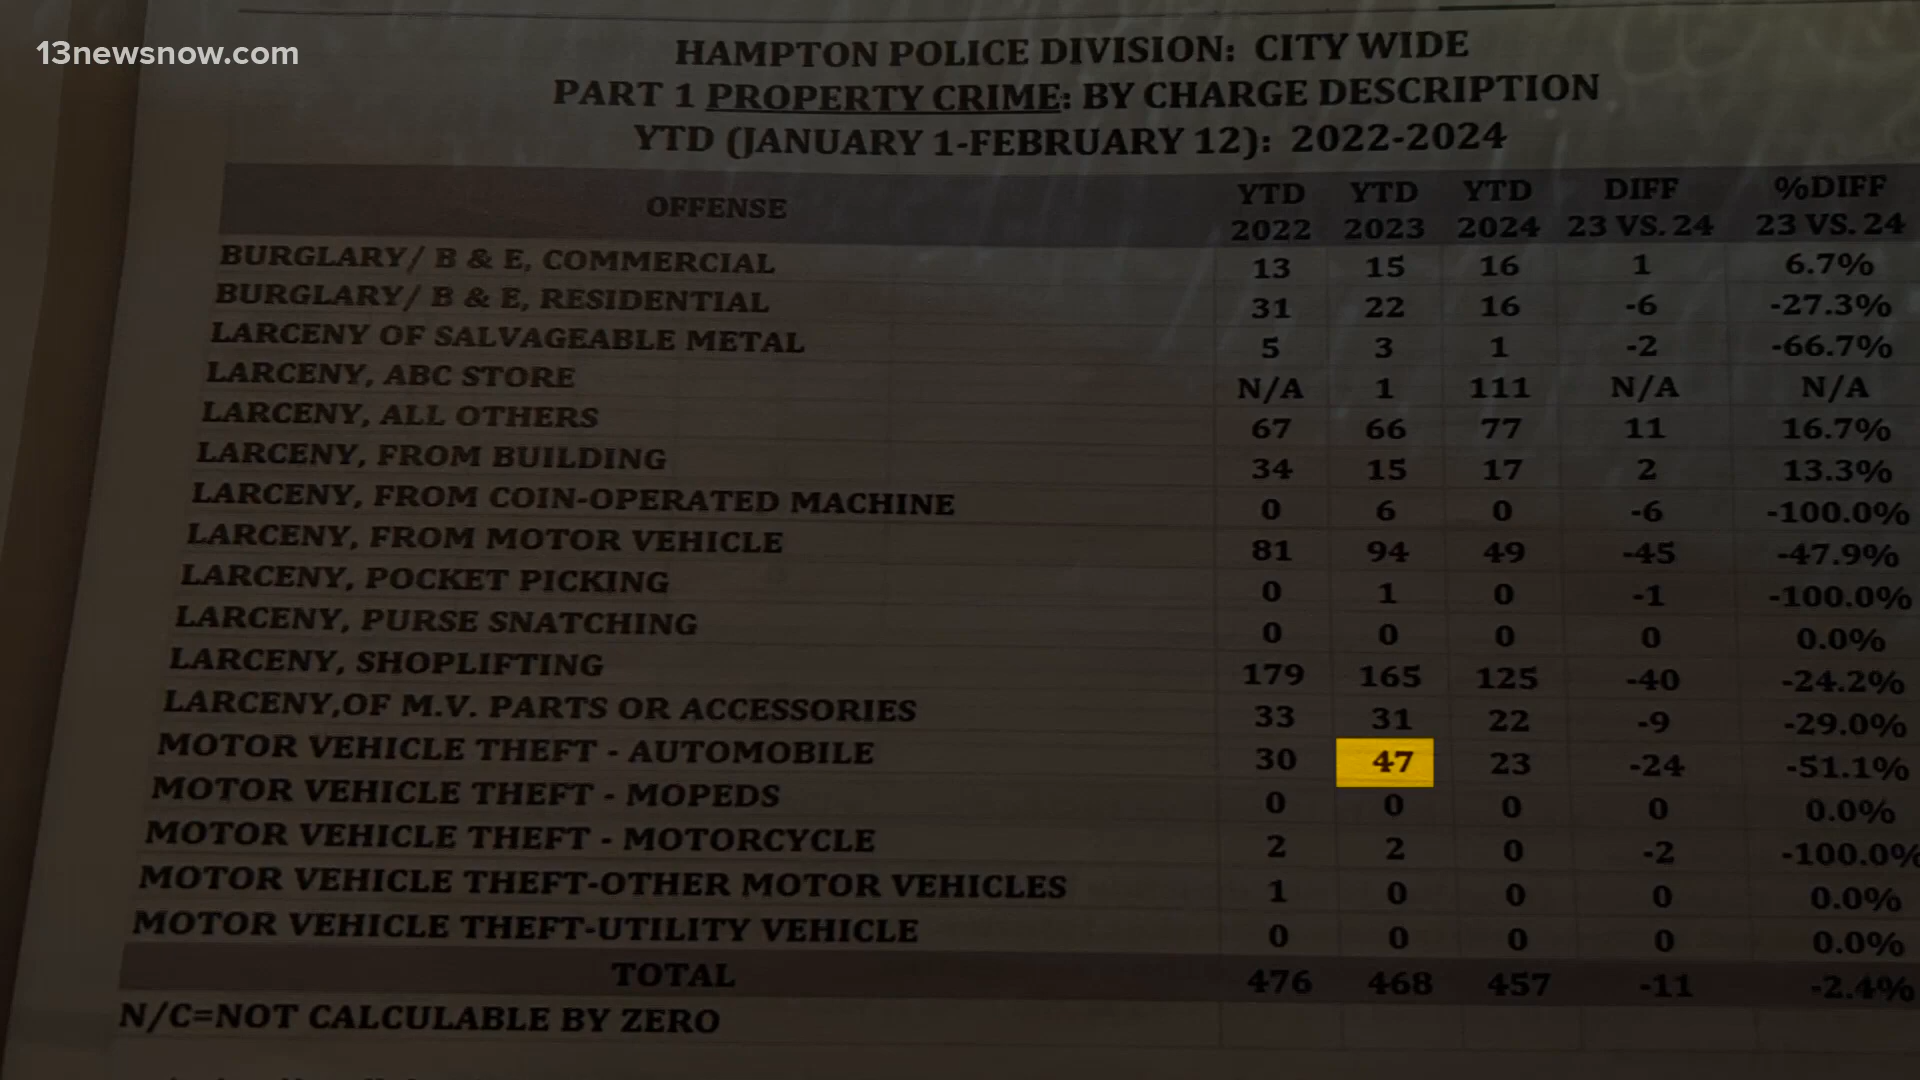 13newsnow.com
HAMPTON POLICE DIVISION: CITY WIDE
PART 1 PROPERTY CRIME: BY CHARGE DESCRIPTION
YTD (JANUARY 1-FEBRUARY 12): 2022-2024
OFFENSE YTD 2022 YTD 2023 YTD 2024 DIFF 23 VS. 24 %DIFF 23 VS. 24
BURGLARY/ B & E, COMMERCIAL 13 15 16 1 6.7%
BURGLARY/ B & E, RESIDENTIAL 31 22 16 -6 -27.3%
LARCENY OF SALVAGEABLE METAL 5 3 1 -2 -66.7%
LARCENY, ABC STORE N/A 1 111 N/A N/A
LARCENY, ALL OTHERS 67 66 77 11 16.7%
LARCENY, FROM BUILDING 34 15 17 2 13.3%
LARCENY, FROM COIN-OPERATED MACHINE 0 6 0 -6 -100.0%
LARCENY, FROM MOTOR VEHICLE 81 94 49 -45 -47.9%
LARCENY, POCKET PICKING 0 1 0 -1 -100.0%
LARCENY, PURSE SNATCHING 0 0 0 0 0.0%
LARCENY, SHOPLIFTING 179 165 125 -40 -24.2%
LARCENY,OF M.V. PARTS OR ACCESSORIES 33 31 22 -9 -29.0%
MOTOR VEHICLE THEFT - AUTOMOBILE 30 47 23 -24 -51.1%
MOTOR VEHICLE THEFT - MOPEDS 0 0 0 0 0.0%
MOTOR VEHICLE THEFT - MOTORCYCLE 2 2 0 -2 -100.0%
MOTOR VEHICLE THEFT-OTHER MOTOR VEHICLES 1 0 0 0 0.0%
MOTOR VEHICLE THEFT-UTILITY VEHICLE 0 0 0 0 0.0%
TOTAL 476 468 457 -11 -2.4%
N/C=NOT CALCULABLE BY ZERO